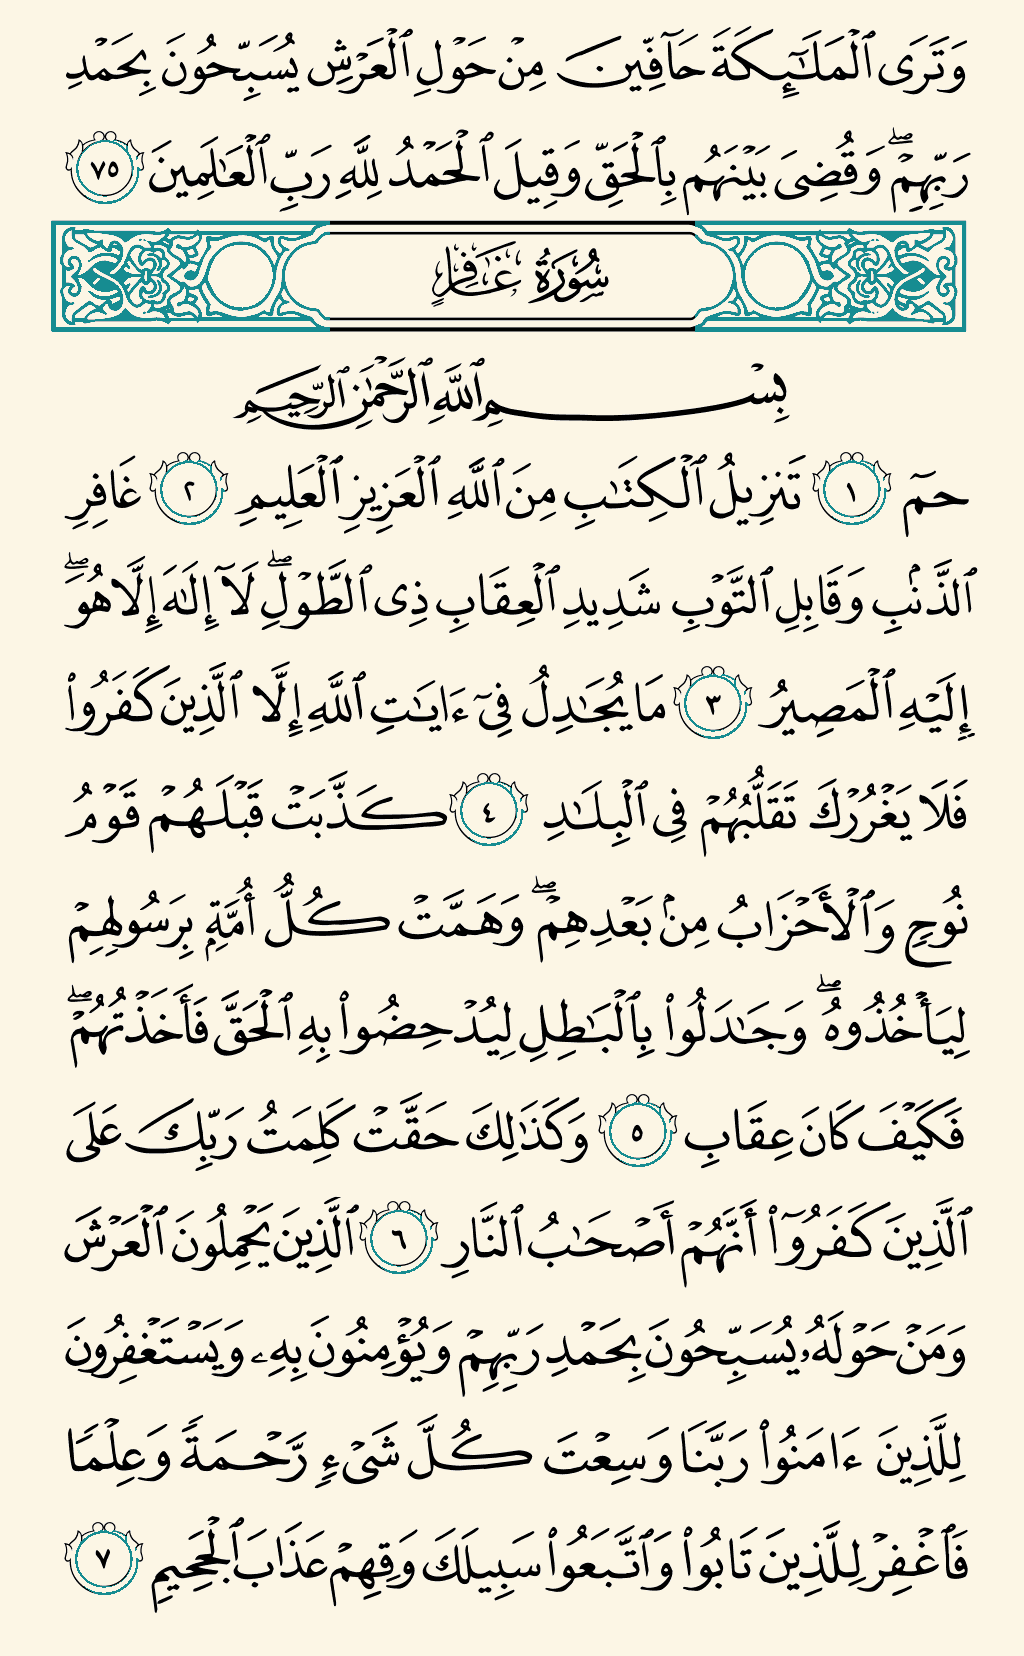 وَتَرَى ٱلْمَلَـٰٓئِكَةَ حَآفِّينَ مِنْ حَوْلِ ٱلْعَرْشِ يُسَبِّحُونَ بِحَمْدِ
رَبِّهِمْ ۖ وَقُضِىَ بَيْنَهُم بِٱلْحَقِّ وَقِيلَ ٱلْحَمْدُ لِلَّهِ رَبِّ ٱلْعَـٰلَمِينَ ٧٥
سُورَةُ غَافِرٍ
بِسْمِ ٱللَّهِ ٱلرَّحْمَـٰنِ ٱلرَّحِيمِ
حمٓ ١ تَنزِيلُ ٱلْكِتَـٰبِ مِنَ ٱللَّهِ ٱلْعَزِيزِ ٱلْعَلِيمِ ٢ غَافِرِ
ٱلذَّنۢبِ وَقَابِلِ ٱلتَّوْبِ شَدِيدِ ٱلْعِقَابِ ذِى ٱلطَّوْلِ ۖ لَآ إِلَـٰهَ إِلَّا هُوَ ۖ
إِلَيْهِ ٱلْمَصِيرُ ٣ مَا يُجَـٰدِلُ فِىٓ ءَايَـٰتِ ٱللَّهِ إِلَّا ٱلَّذِينَ كَفَرُوا۟
فَلَا يَغْرُرْكَ تَقَلُّبُهُمْ فِى ٱلْبِلَـٰدِ ٤ كَذَّبَتْ قَبْلَهُمْ قَوْمُ
نُوحٍ وَٱلْأَحْزَابُ مِنۢ بَعْدِهِمْ ۖ وَهَمَّتْ كُلُّ أُمَّةٍۭ بِرَسُولِهِمْ
لِيَأْخُذُوهُ ۖ وَجَـٰدَلُوا۟ بِٱلْبَـٰطِلِ لِيُدْحِضُوا۟ بِهِ ٱلْحَقَّ فَأَخَذْتُهُمْ ۖ
فَكَيْفَ كَانَ عِقَابِ ٥ وَكَذَٰلِكَ حَقَّتْ كَلِمَتُ رَبِّكَ عَلَى
ٱلَّذِينَ كَفَرُوٓا۟ أَنَّهُمْ أَصْحَـٰبُ ٱلنَّارِ ٦ ٱلَّذِينَ يَحْمِلُونَ ٱلْعَرْشَ
وَمَنْ حَوْلَهُۥ يُسَبِّحُونَ بِحَمْدِ رَبِّهِمْ وَيُؤْمِنُونَ بِهِۦ وَيَسْتَغْفِرُونَ
لِلَّذِينَ ءَامَنُوا۟ رَبَّنَا وَسِعْتَ كُلَّ شَىْءٍ رَّحْمَةً وَعِلْمًا
فَٱغْفِرْ لِلَّذِينَ تَابُوا۟ وَٱتَّبَعُوا۟ سَبِيلَكَ وَقِهِمْ عَذَابَ ٱلْجَحِيمِ ٧